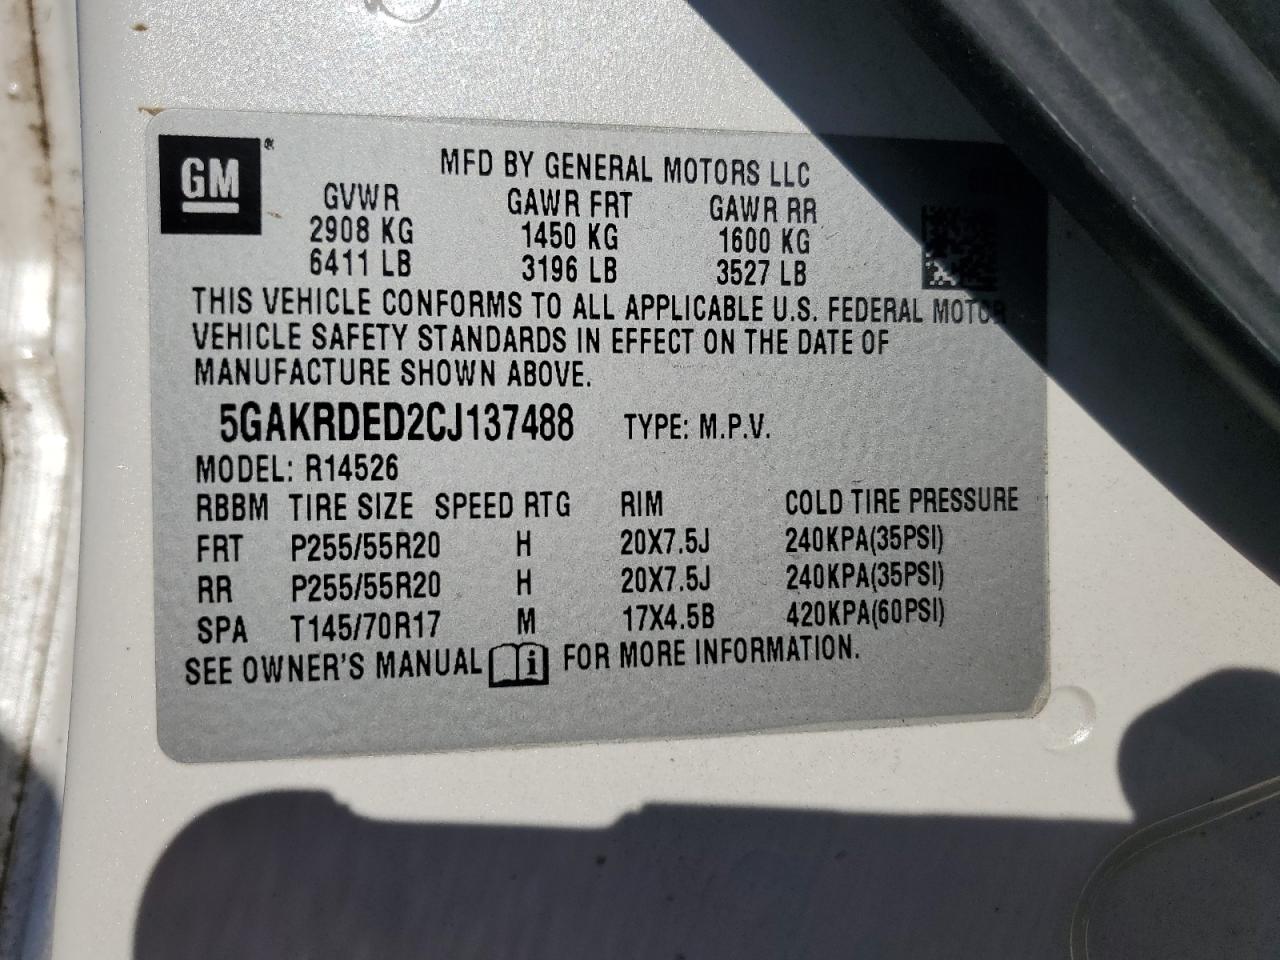 GM
MFD BY GENERAL MOTORS LLC
GVWR GAWR FRT GAWR RR
2908 KG 1450 KG 1600 KG
6411 LB 3196 LB 3527 LB
THIS VEHICLE CONFORMS TO ALL APPLICABLE U.S. FEDERAL MOTOR
VEHICLE SAFETY STANDARDS IN EFFECT ON THE DATE OF
MANUFACTURE SHOWN ABOVE.
5GAKRDED2CJ137488 TYPE: M.P.V.
MODEL: R14526
RBBM TIRE SIZE SPEED RTG RIM COLD TIRE PRESSURE
FRT P255/55R20 H 20X7.5J 240KPA(35PSI)
RR P255/55R20 H 20X7.5J 240KPA(35PSI)
SPA T145/70R17 M 17X4.5B 420KPA(60PSI)
SEE OWNER'S MANUAL i FOR MORE INFORMATION.